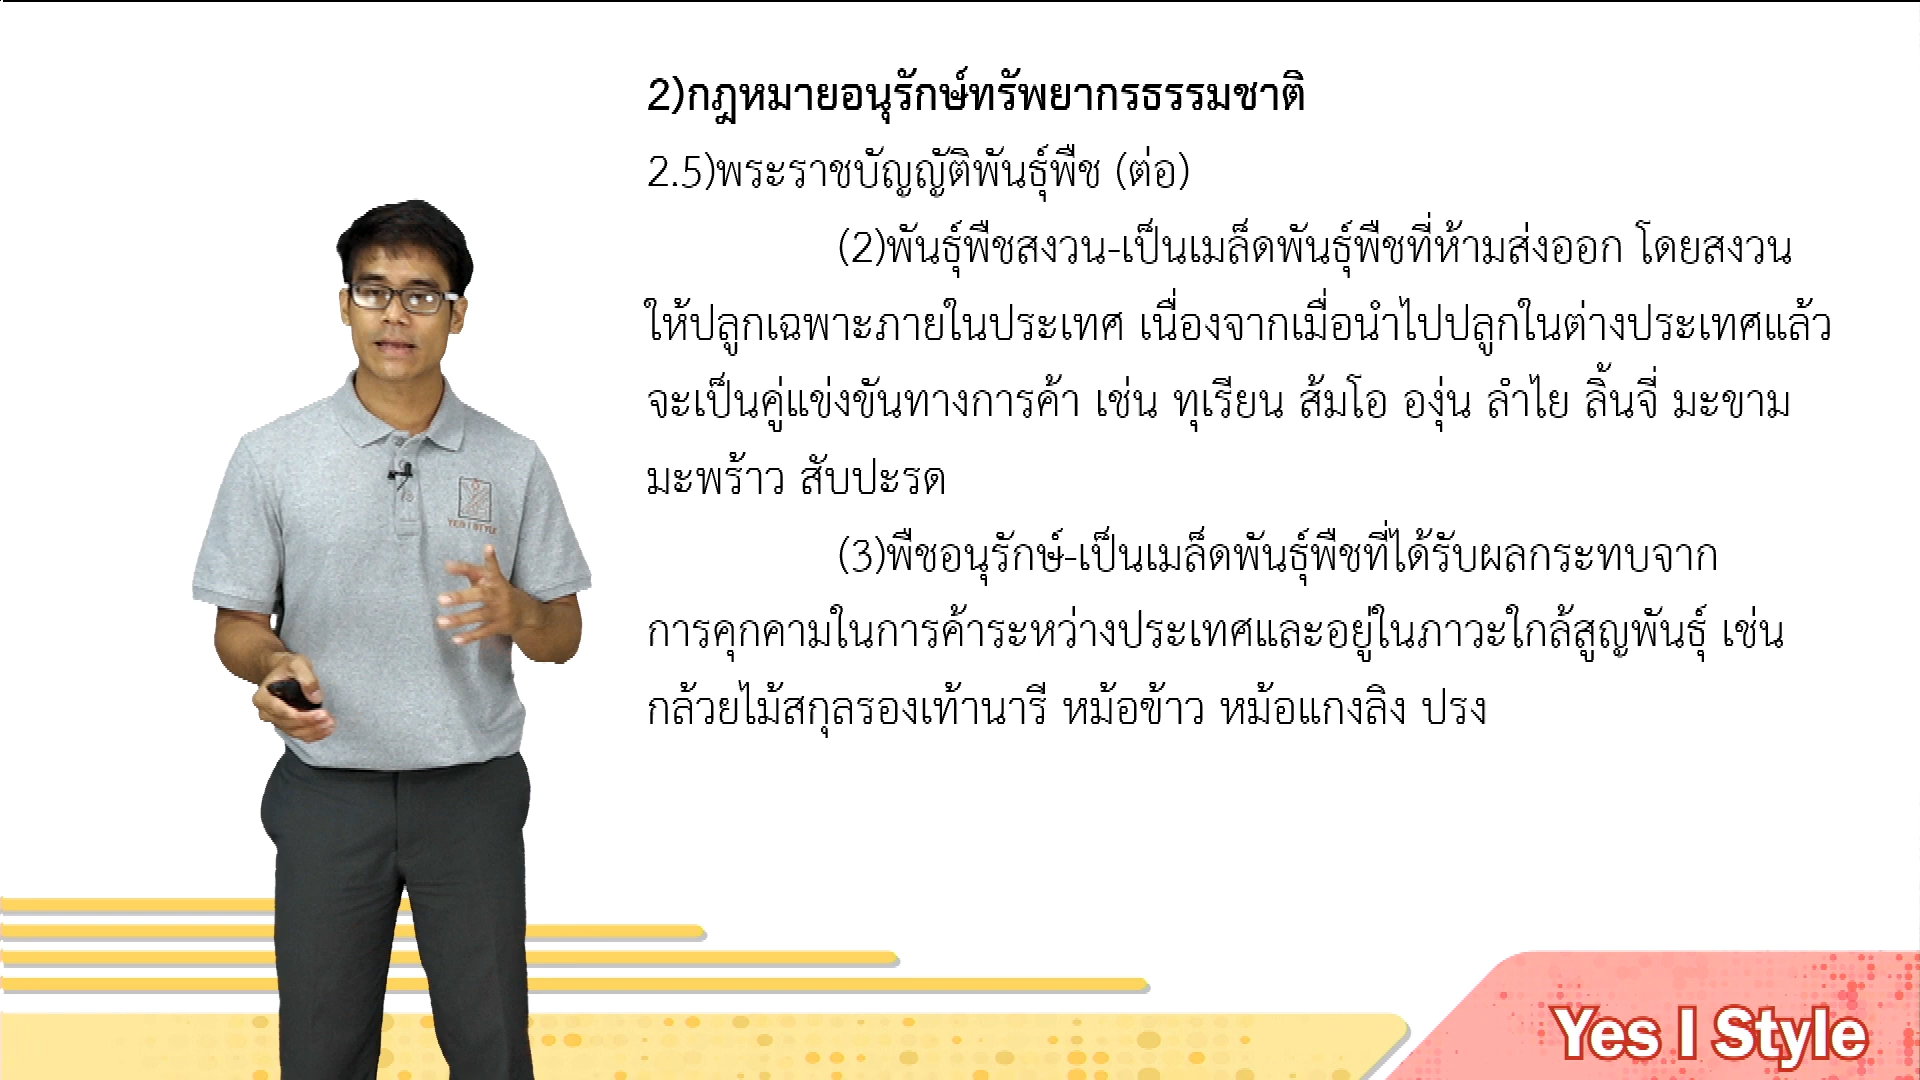 2)กฎหมายอนุรักษ์ทรัพยากรธรรมชาติ
2.5)พระราชบัญญัติพันธุ์พืช (ต่อ)
(2)พันธุ์พืชสงวน-เป็นเมล็ดพันธุ์พืชที่ห้ามส่งออก โดยสงวน
ให้ปลูกเฉพาะภายในประเทศ เนื่องจากเมื่อนำไปปลูกในต่างประเทศแล้ว
จะเป็นคู่แข่งขันทางการค้า เช่น ทุเรียน ส้มโอ องุ่น ลำไย ลิ้นจี่ มะขาม
มะพร้าว สับปะรด
(3)พืชอนุรักษ์-เป็นเมล็ดพันธุ์พืชที่ได้รับผลกระทบจาก
การคุกคามในการค้าระหว่างประเทศและอยู่ในภาวะใกล้สูญพันธุ์ เช่น
กล้วยไม้สกุลรองเท้านารี หม้อข้าว หม้อแกงลิง ปรง
YES I STYLE
Yes I Style